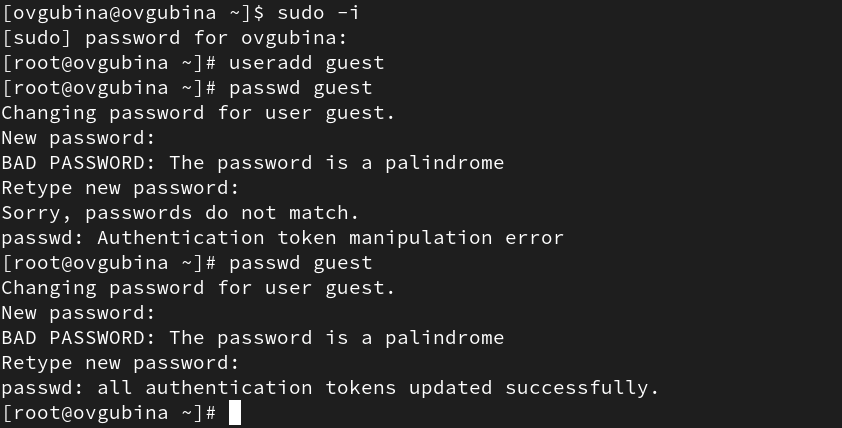 [ovgubina@ovgubina ~]$ sudo -i
[sudo] password for ovgubina:
[root@ovgubina ~]# useradd guest
[root@ovgubina ~]# passwd guest
Changing password for user guest.
New password:
BAD PASSWORD: The password is a palindrome
Retype new password:
Sorry, passwords do not match.
passwd: Authentication token manipulation error
[root@ovgubina ~]# passwd guest
Changing password for user guest.
New password:
BAD PASSWORD: The password is a palindrome
Retype new password:
passwd: all authentication tokens updated successfully.
[root@ovgubina ~]#